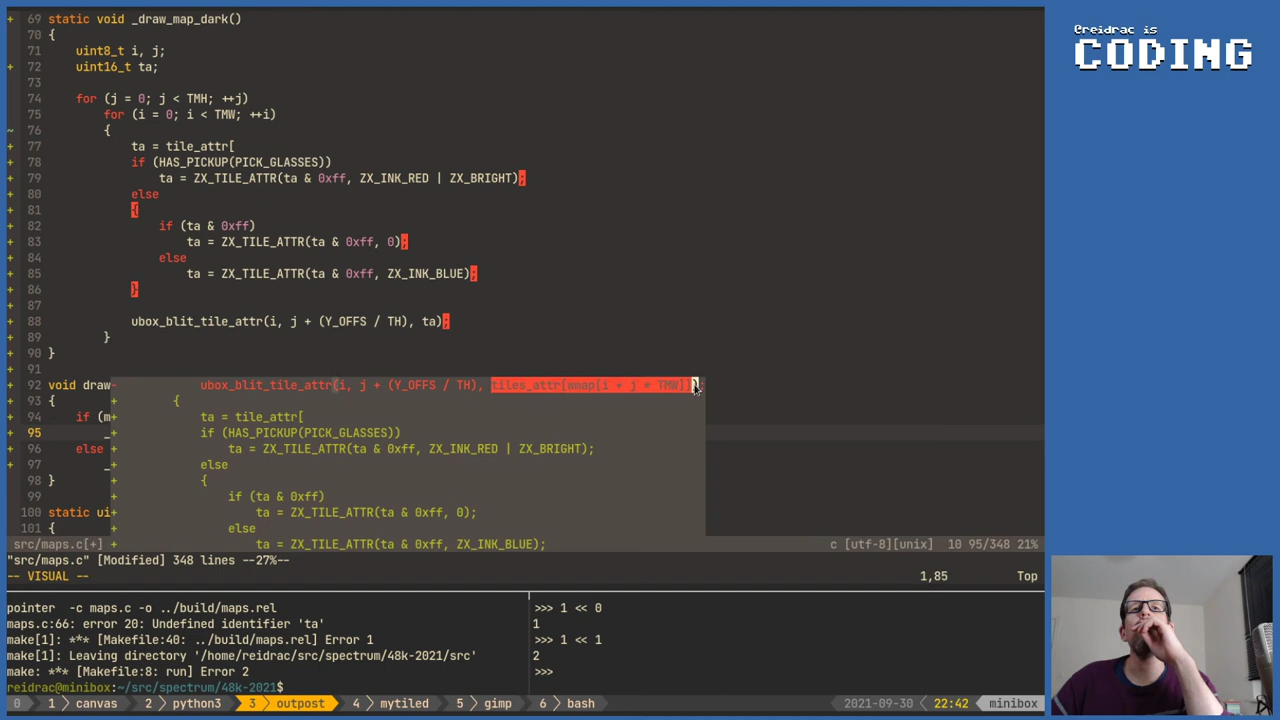 + 69 static void _draw_map_dark()
70 {
71 uint8_t i, j;
+ 72 uint16_t ta;
73
74 for (j = 0; j < TMH; ++j)
75 for (i = 0; i < TMW; ++i)
~ 76 {
+ 77 ta = tile_attr[
+ 78 if (HAS_PICKUP(PICK_GLASSES))
+ 79 ta = ZX_TILE_ATTR(ta & 0xff, ZX_INK_RED | ZX_BRIGHT);
+ 80 else
+ 81 {
+ 82 if (ta & 0xff)
+ 83 ta = ZX_TILE_ATTR(ta & 0xff, 0);
+ 84 else
+ 85 ta = ZX_TILE_ATTR(ta & 0xff, ZX_INK_BLUE);
+ 86 }
+ 87
+ 88 ubox_blit_tile_attr(i, j + (Y_OFFS / TH), ta);
+ 89 }
+ 90 }
+ 91
+ 92 void draw- ubox_blit_tile_attr(i, j + (Y_OFFS / TH), tiles_attr[wmap[i + j * TMW]]);
+ 93 { + {
+ 94 if (m+ ta = tile_attr[
+ 95 _+ if (HAS_PICKUP(PICK_GLASSES))
+ 96 else + ta = ZX_TILE_ATTR(ta & 0xff, ZX_INK_RED | ZX_BRIGHT);
+ 97 _+ else
98 } + {
99 + if (ta & 0xff)
100 static ui+ ta = ZX_TILE_ATTR(ta & 0xff, 0);
101 { + else
src/maps.c[+] + ta = ZX_TILE_ATTR(ta & 0xff, ZX_INK_BLUE); c [utf-8][unix] 10 95/348 21%
"src/maps.c" [Modified] 348 lines --27%--
-- VISUAL -- 1,85 Top
pointer -c maps.c -o ../build/maps.rel
maps.c:66: error 20: Undefined identifier 'ta'
make[1]: *** [Makefile:40: ../build/maps.rel] Error 1
make[1]: Leaving directory '/home/reidrac/src/spectrum/48k-2021/src'
make: *** [Makefile:8: run] Error 2
reidrac@minibox:~/src/spectrum/48k-2021$
>>> 1 << 0
1
>>> 1 << 1
2
>>>
0 1 canvas 2 python3 3 outpost 4 mytiled 5 gimp 6 bash 2021-09-30 22:42 minibox
@reidrac is
CODING